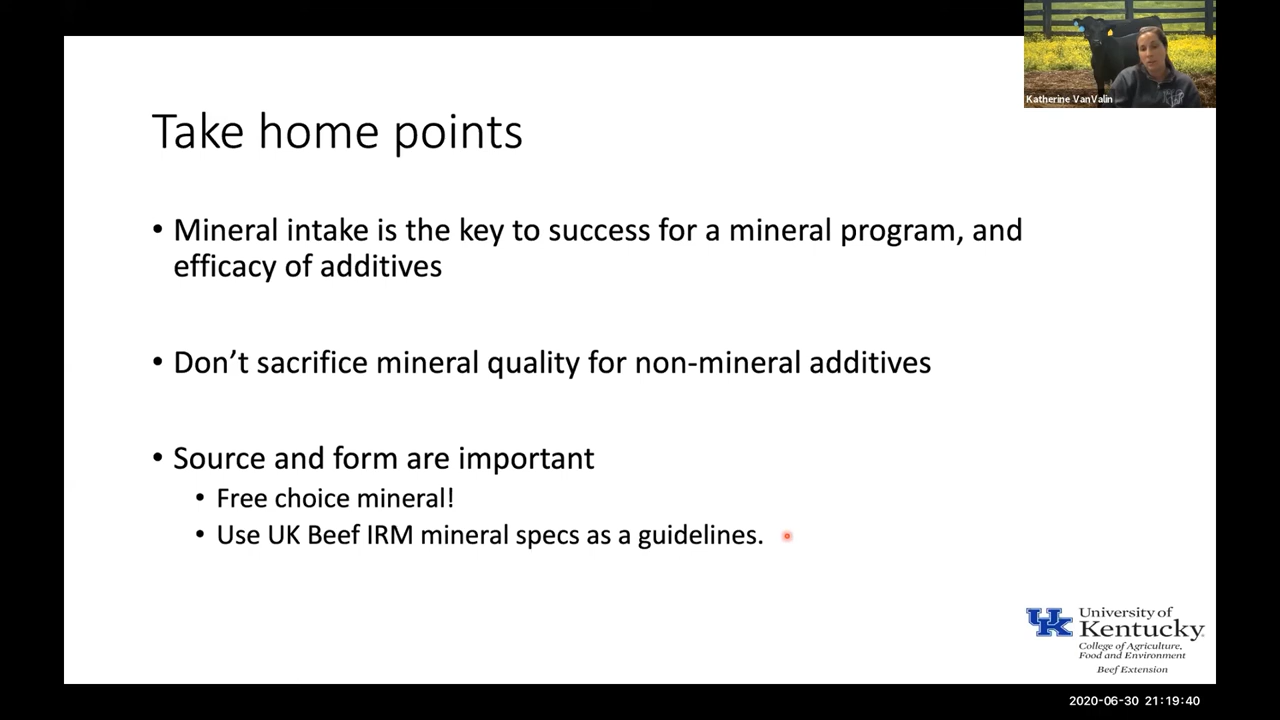 Katherine VanValin
Take home points
• Mineral intake is the key to success for a mineral program, and
efficacy of additives
• Don’t sacrifice mineral quality for non-mineral additives
• Source and form are important
• Free choice mineral!
• Use UK Beef IRM mineral specs as a guidelines.
UK
University of
Kentucky
College of Agriculture,
Food and Environment
Beef Extension
2020-06-30 21:19:40